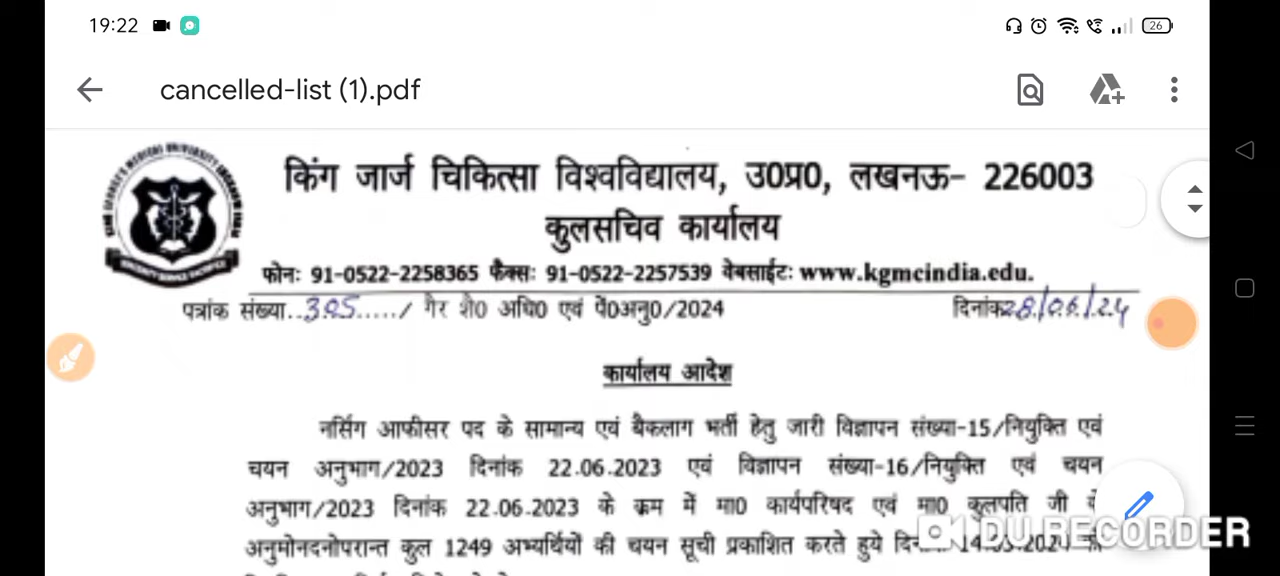 19:22
26
cancelled-list (1).pdf
किंग जार्ज चिकित्सा विश्वविद्यालय, उ0प्र0, लखनऊ- 226003
कुलसचिव कार्यालय
फोनः 91-0522-2258365 फैक्सः 91-0522-2257539 वेबसाईटः www.kgmcindia.edu.
पत्रांक संख्या..395...../ गैर शै0 अधि0 एवं पें0अनु0/2024 दिनांक28/06/24
कार्यालय आदेश
नर्सिग आफीसर पद के सामान्य एवं बैकलाग भर्ती हेतु जारी विज्ञापन संख्या-15/नियुक्ति एवं
चयन अनुभाग/2023 दिनांक 22.06.2023 एवं विज्ञापन संख्या-16/नियुक्ति एवं चयन
अनुभाग/2023 दिनांक 22.06.2023 के क्रम में मा0 कार्यपरिषद एवं मा0 कुलपति जी
अनुमोदनोपरान्त कुल 1249 अभ्यर्थियों की चयन सूची प्रकाशित करते हुये
DU RECORDER